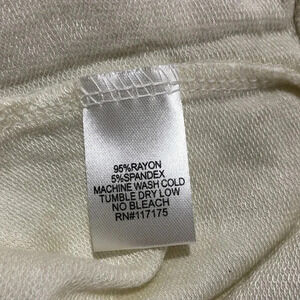 95%RAYON
5%SPANDEX
MACHINE WASH COLD
TUMBLE DRY LOW
NO BLEACH
RN#117175